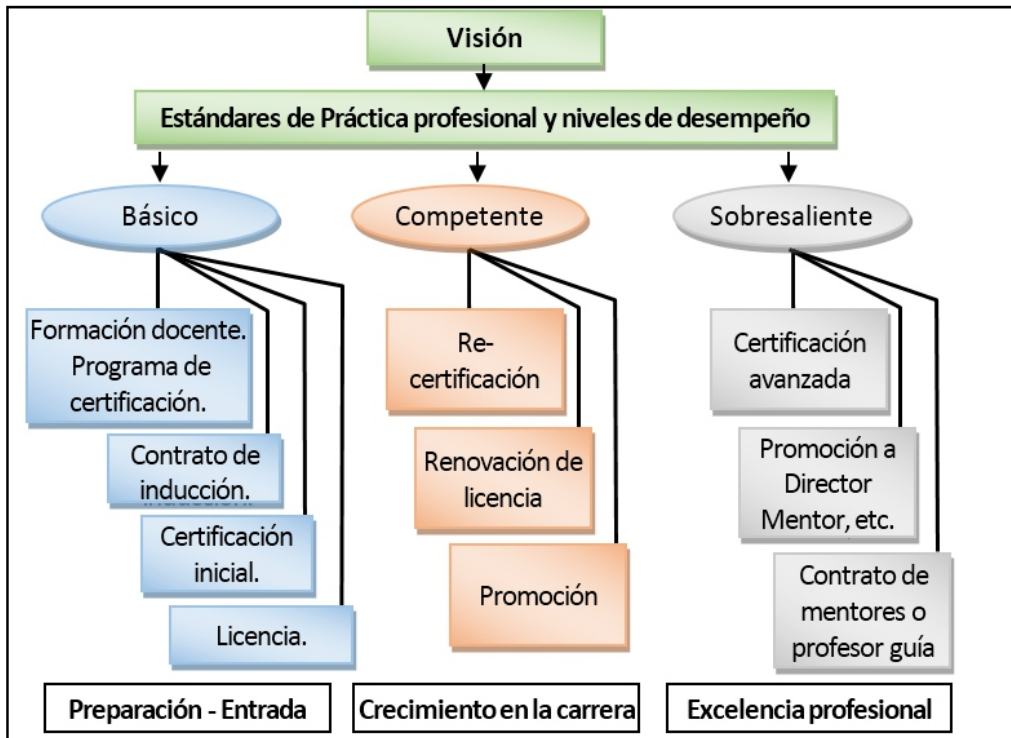 Visión
Estándares de Práctica profesional y niveles de desempeño
Básico
Formación docente.
Programa de
certificación.
Contrato de
inducción.
Certificación
inicial.
Licencia.
Competente
Re-
certificación
Renovación de
licencia
Promoción
Sobresaliente
Certificación
avanzada
Promoción a
Director
Mentor, etc.
Contrato de
mentores o
profesor guía
Preparación - Entrada
Crecimiento en la carrera
Excelencia profesional